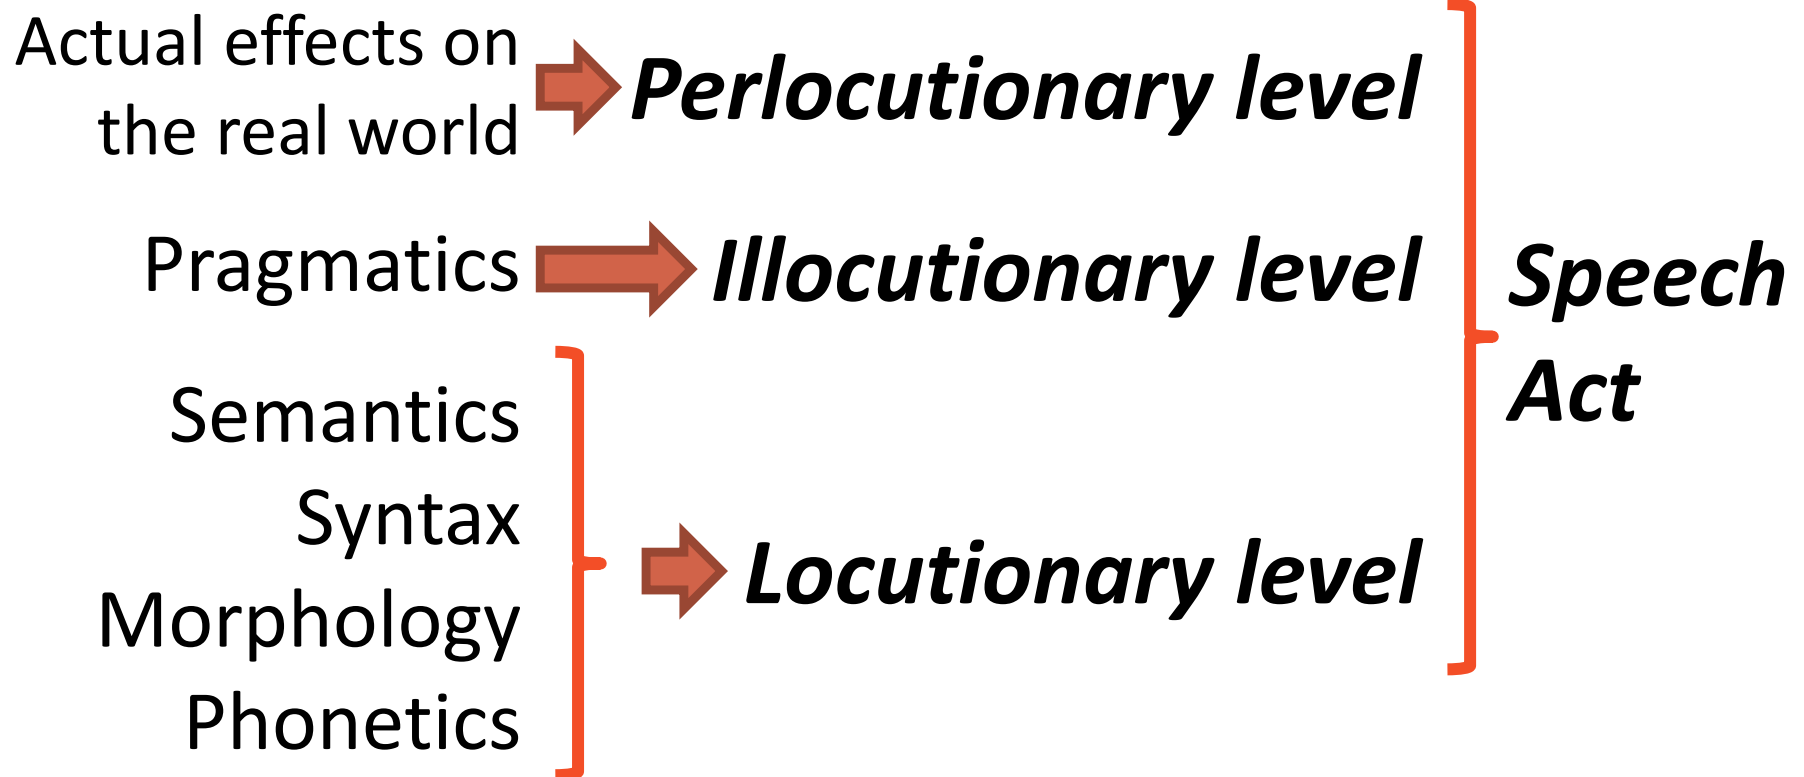 Actual effects on
the real world
Perlocutionary level
Pragmatics
Illocutionary level
Semantics
Syntax
Morphology
Phonetics
Locutionary level
Speech
Act